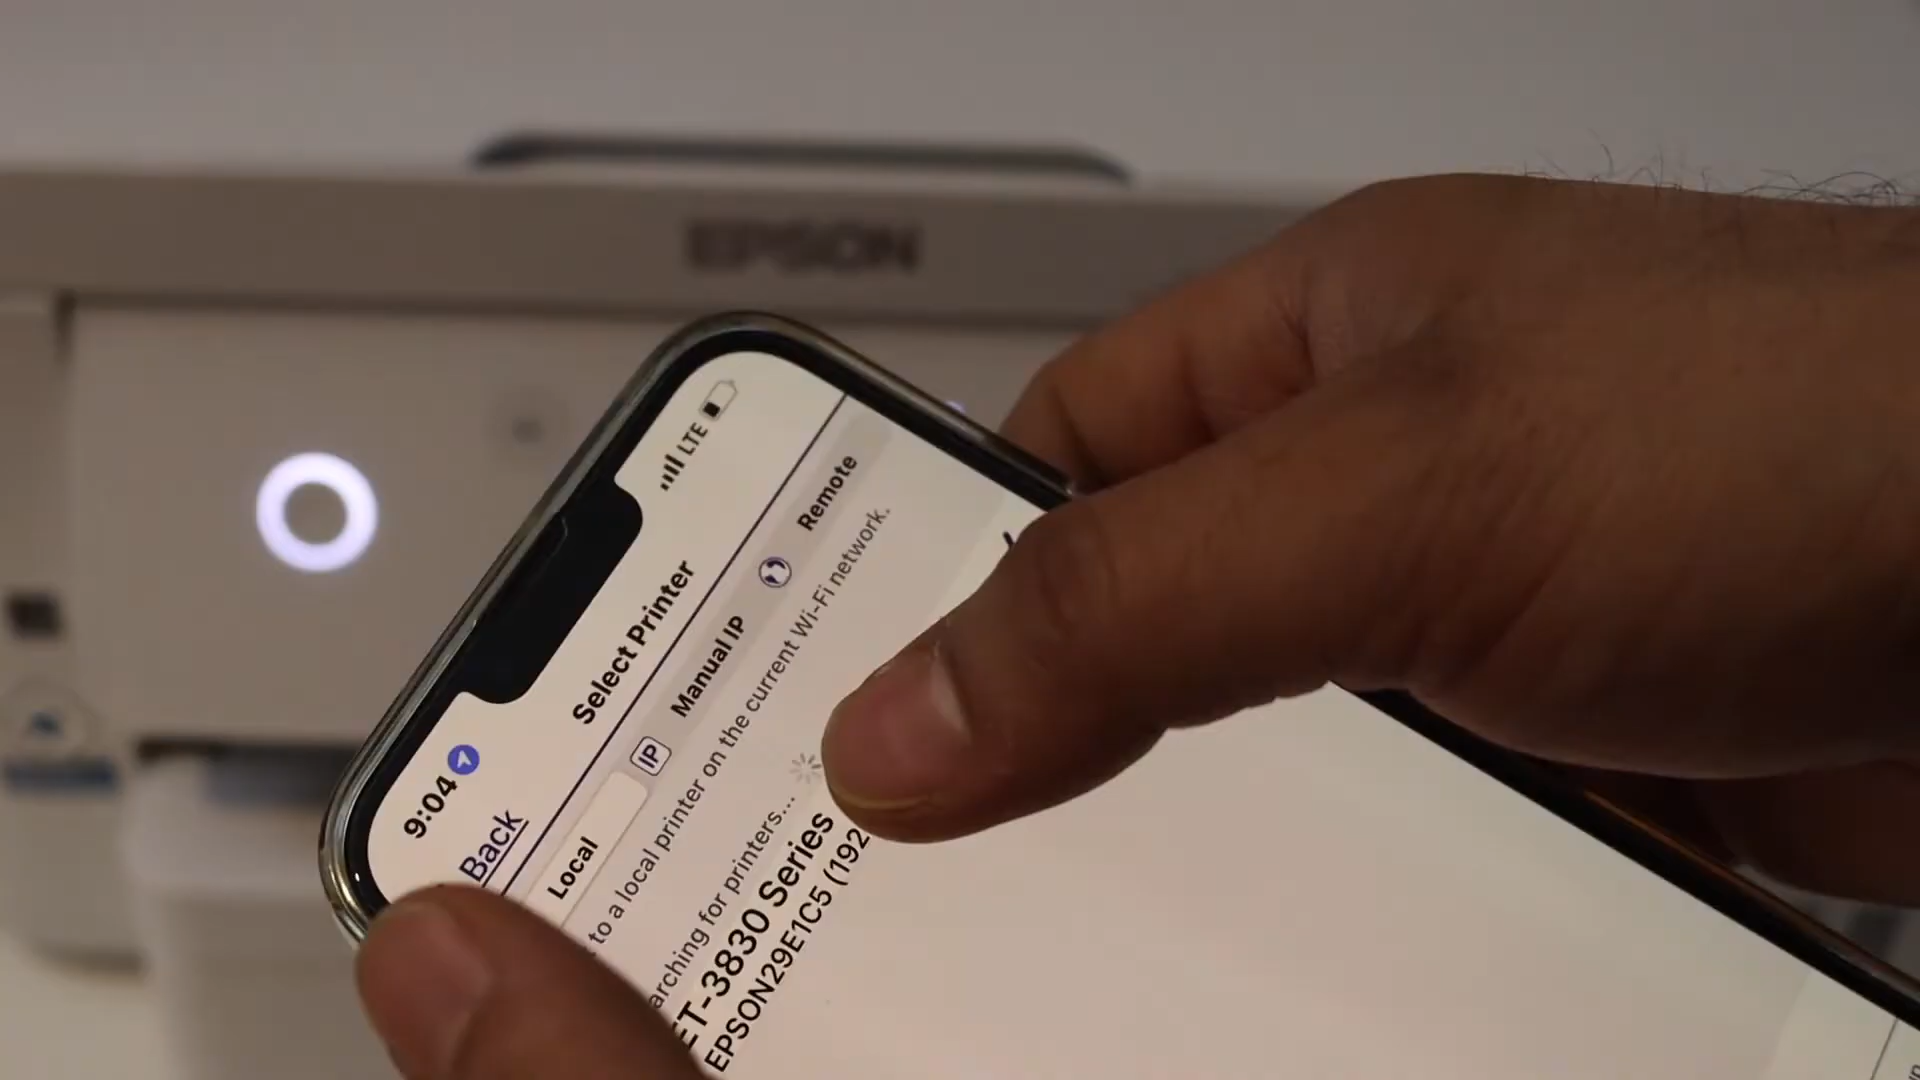 EPSON
LTE
9:04
Back
Select Printer
Local
IP Manual IP
Remote
to a local printer on the current Wi-Fi network.
arching for printers...
ET-3830 Series
EPSON29E1C5 (192